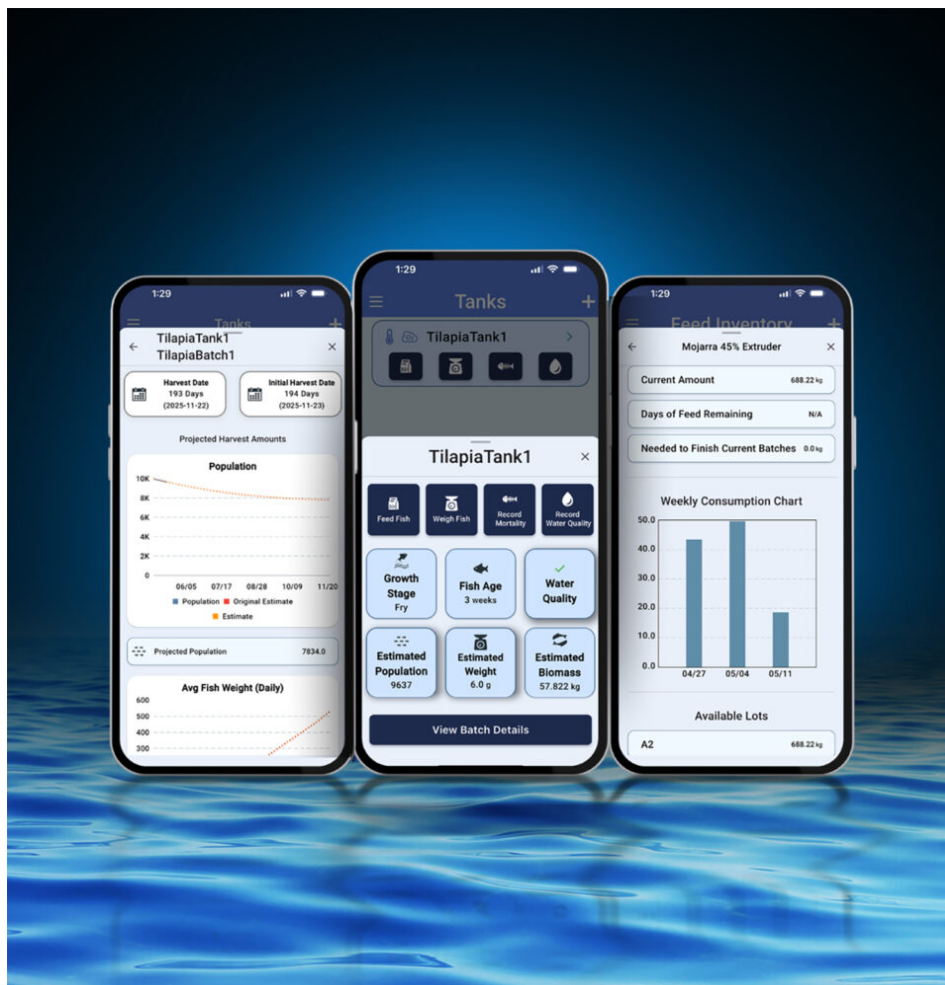 1:29
Tanks
TilapiaTank1
TilapiaBatch1
Harvest Date
193 Days
(2025-11-22)
Initial Harvest Date
194 Days
(2025-11-23)
Projected Harvest Amounts
Population
10K
8K
6K
4K
2K
0
06/05 07/17 08/28 10/09 11/20
Population Original Estimate
Estimate
Projected Population 7834.0
Avg Fish Weight (Daily)
600
500
400
300
1:29
Tanks
TilapiaTank1
TilapiaTank1
Feed Fish
Weigh Fish
Record
Mortality
Record
Water Quality
Growth
Stage
Fry
Fish Age
3 weeks
Water
Quality
Estimated
Population
9637
Estimated
Weight
6.0 g
Estimated
Biomass
57.822 kg
View Batch Details
1:29
Feed Inventory
Mojarra 45% Extruder
Current Amount 688.22 kg
Days of Feed Remaining N/A
Needed to Finish Current Batches 0.0 kg
Weekly Consumption Chart
50.0
40.0
30.0
20.0
10.0
0.0
04/27 05/04 05/11
Available Lots
A2 688.22 kg